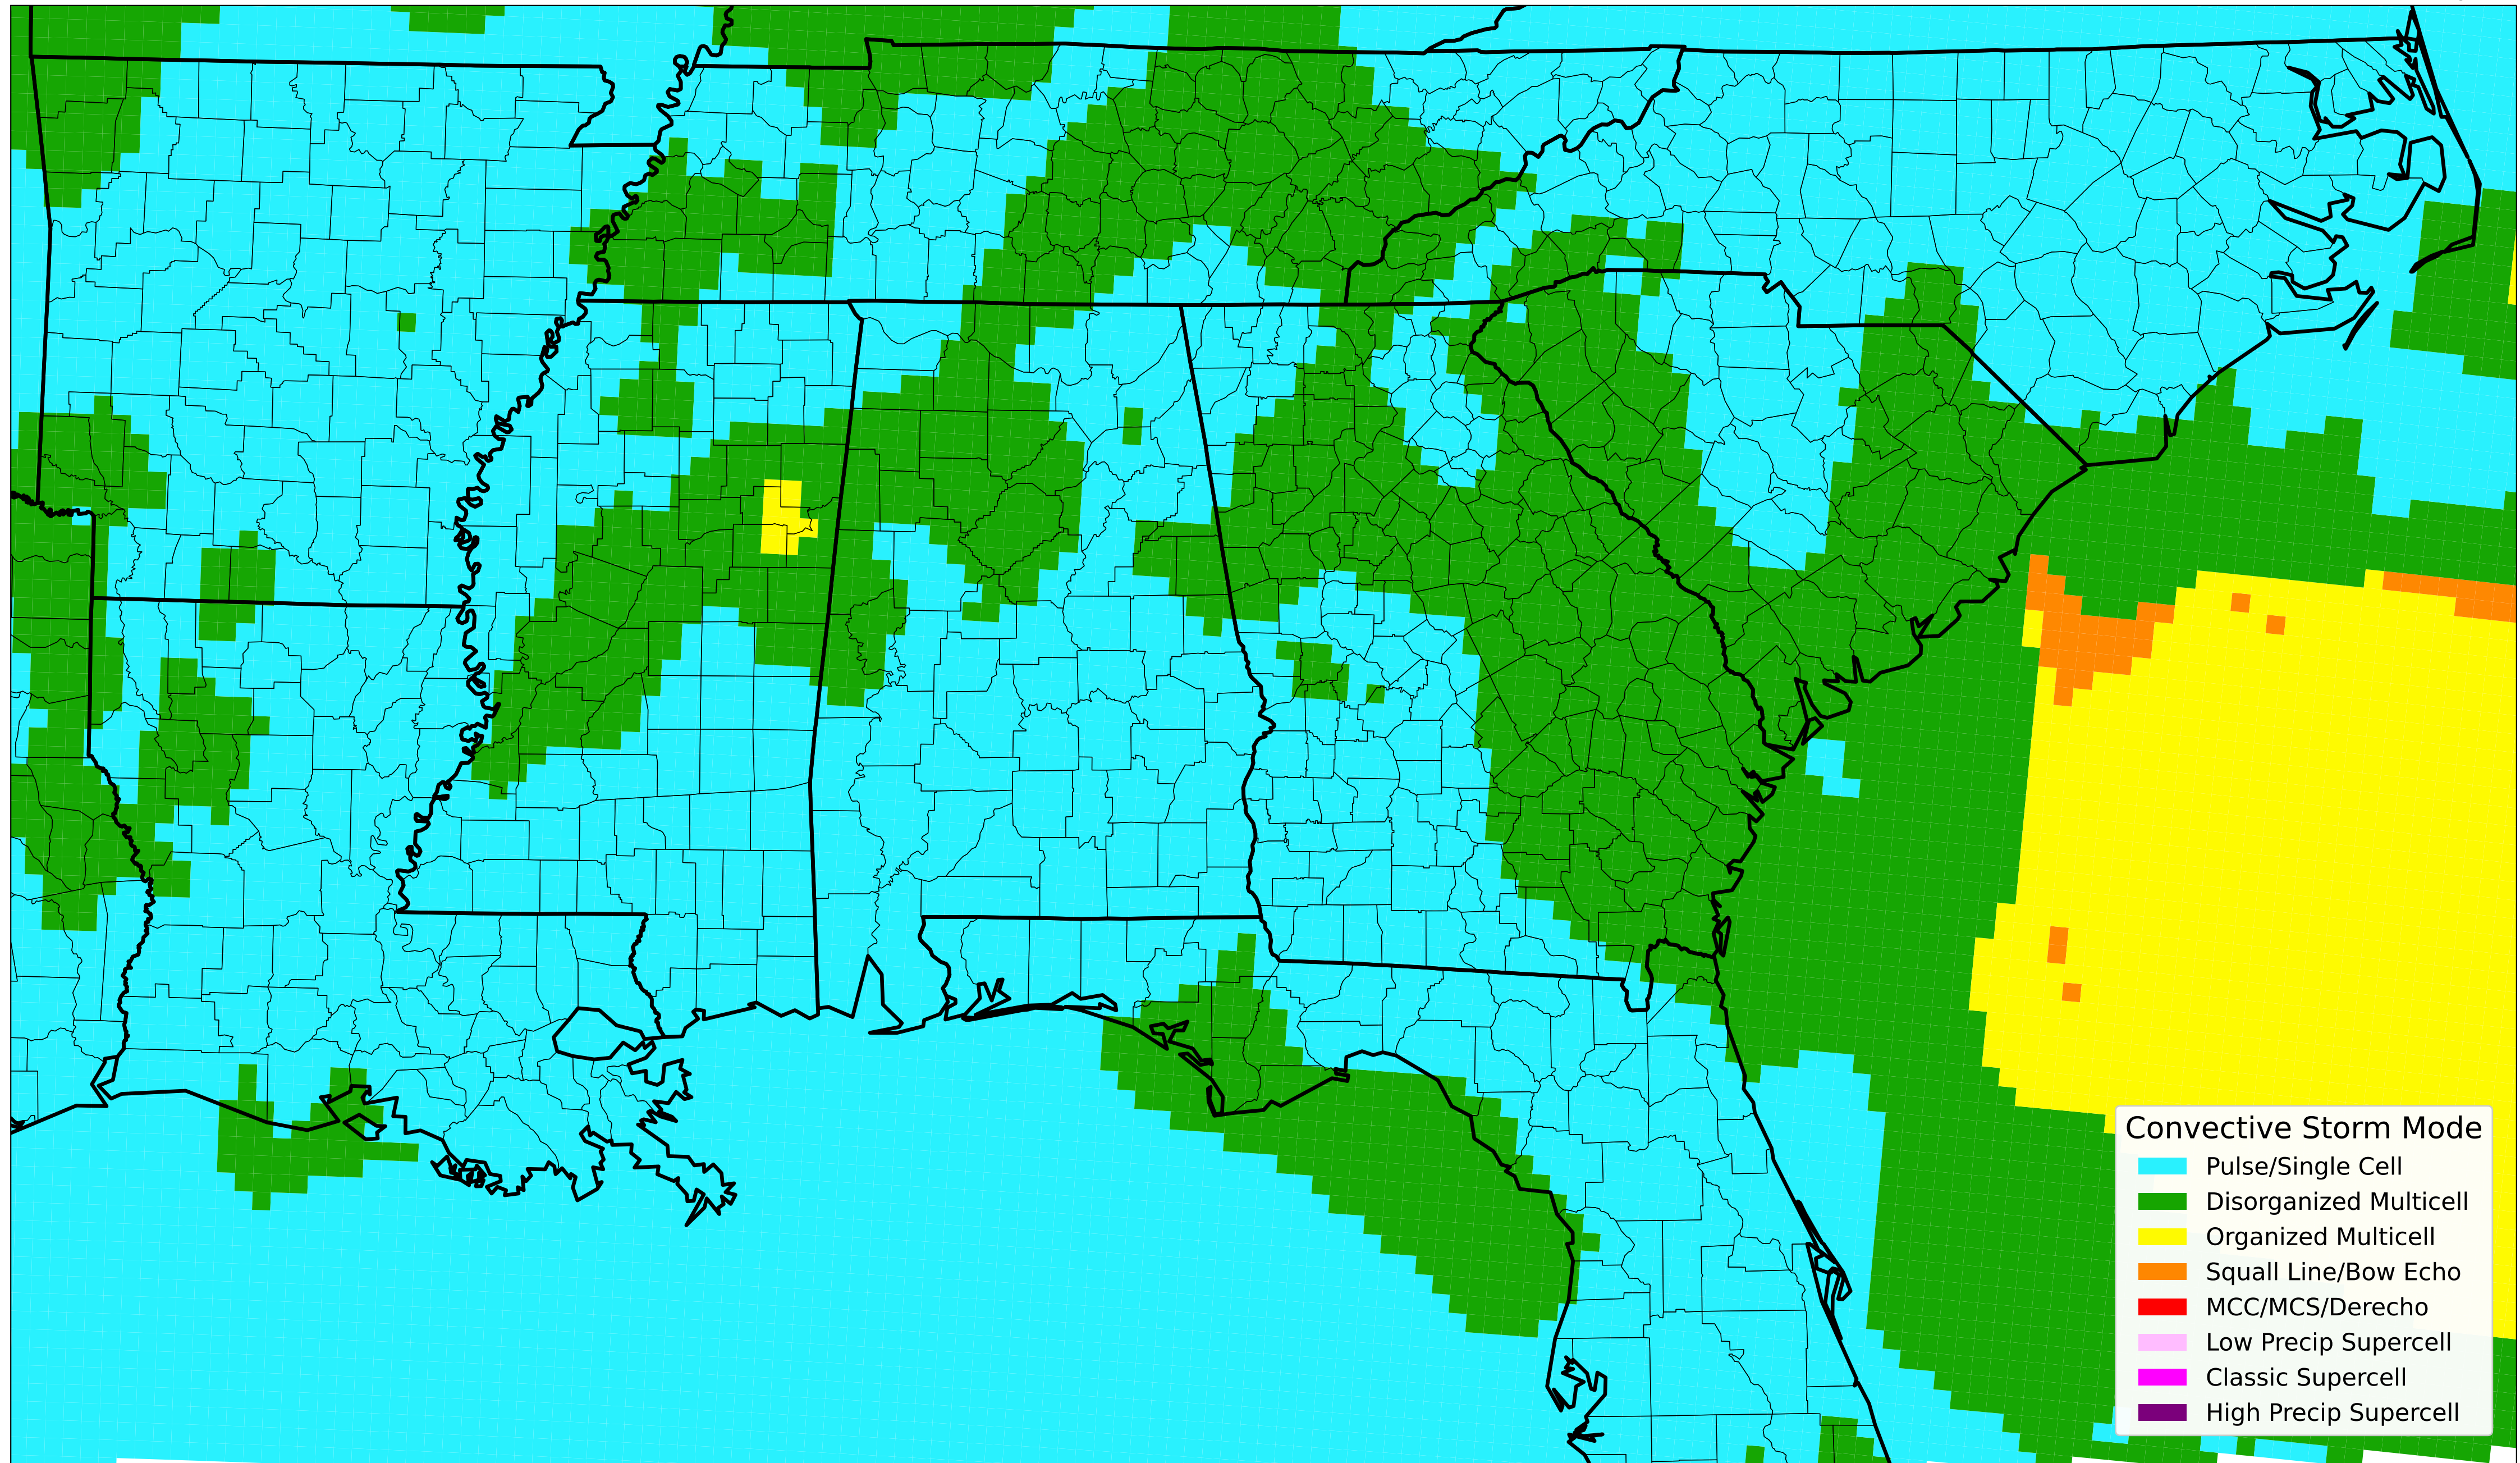 Convective Storm Mode
Pulse/Single Cell
Disorganized Multicell
Organized Multicell
Squall Line/Bow Echo
MCC/MCS/Derecho
Low Precip Supercell
Classic Supercell
High Precip Supercell